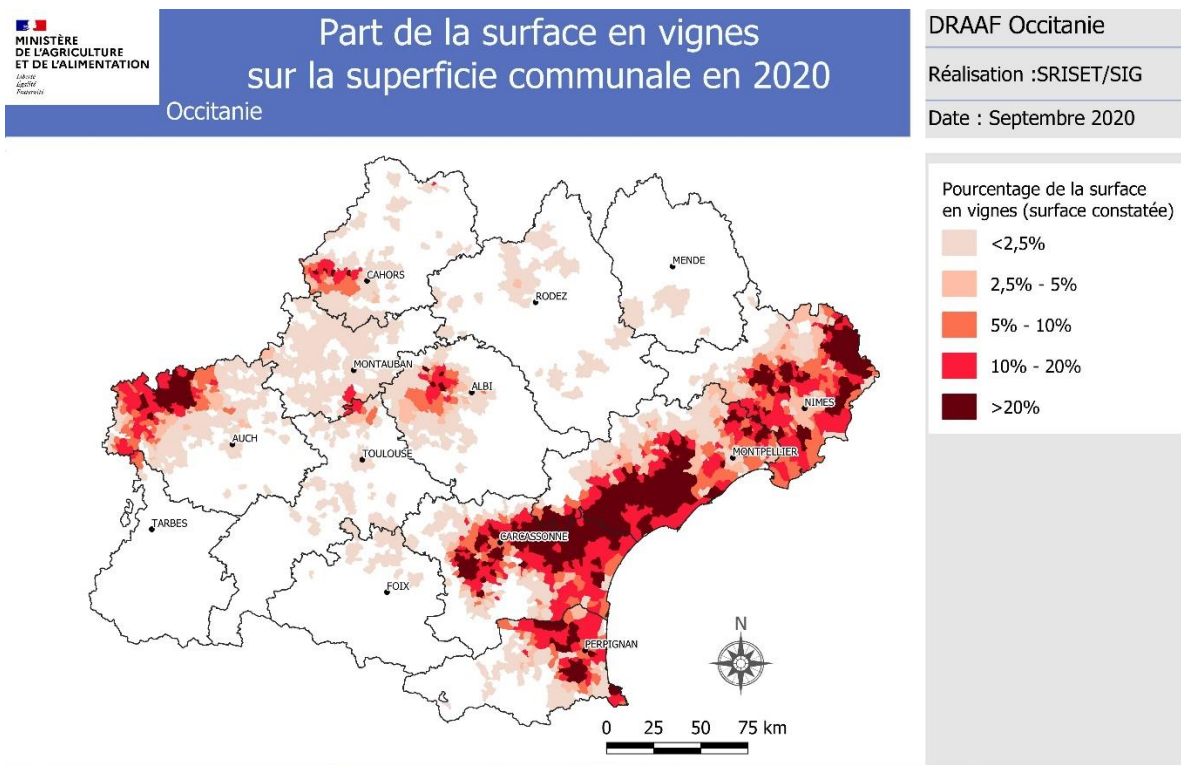 MINISTÈRE
DE L'AGRICULTURE
ET DE L'ALIMENTATION
Liberté
Égalité
Fraternité
Part de la surface en vignes
sur la superficie communale en 2020
Occitanie
DRAAF Occitanie
Réalisation :SRISET/SIG
Date : Septembre 2020
Pourcentage de la surface
en vignes (surface constatée)
<2,5%
2,5% - 5%
5% - 10%
10% - 20%
>20%
MENDE
CAHORS
RODEZ
MONTAUBAN
ALBI
NIMES
AUCH
TOULOUSE
MONTPELLIER
TARBES
CARCASSONNE
FOIX
PERPIGNAN
N
0 25 50 75 km